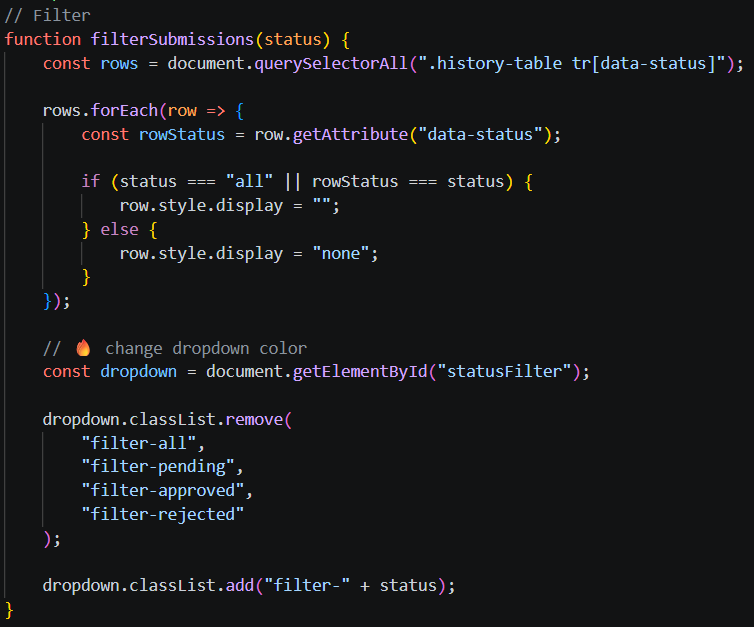 // Filter
function filterSubmissions(status) {
    const rows = document.querySelectorAll(".history-table tr[data-status]");
    rows.forEach(row => {
        const rowStatus = row.getAttribute("data-status");
        if (status === "all" || rowStatus === status) {
            row.style.display = "";
        } else {
            row.style.display = "none";
        }
    });
    // 🔥 change dropdown color
    const dropdown = document.getElementById("statusFilter");
    dropdown.classList.remove(
        "filter-all",
        "filter-pending",
        "filter-approved",
        "filter-rejected"
    );
    dropdown.classList.add("filter-" + status);
}